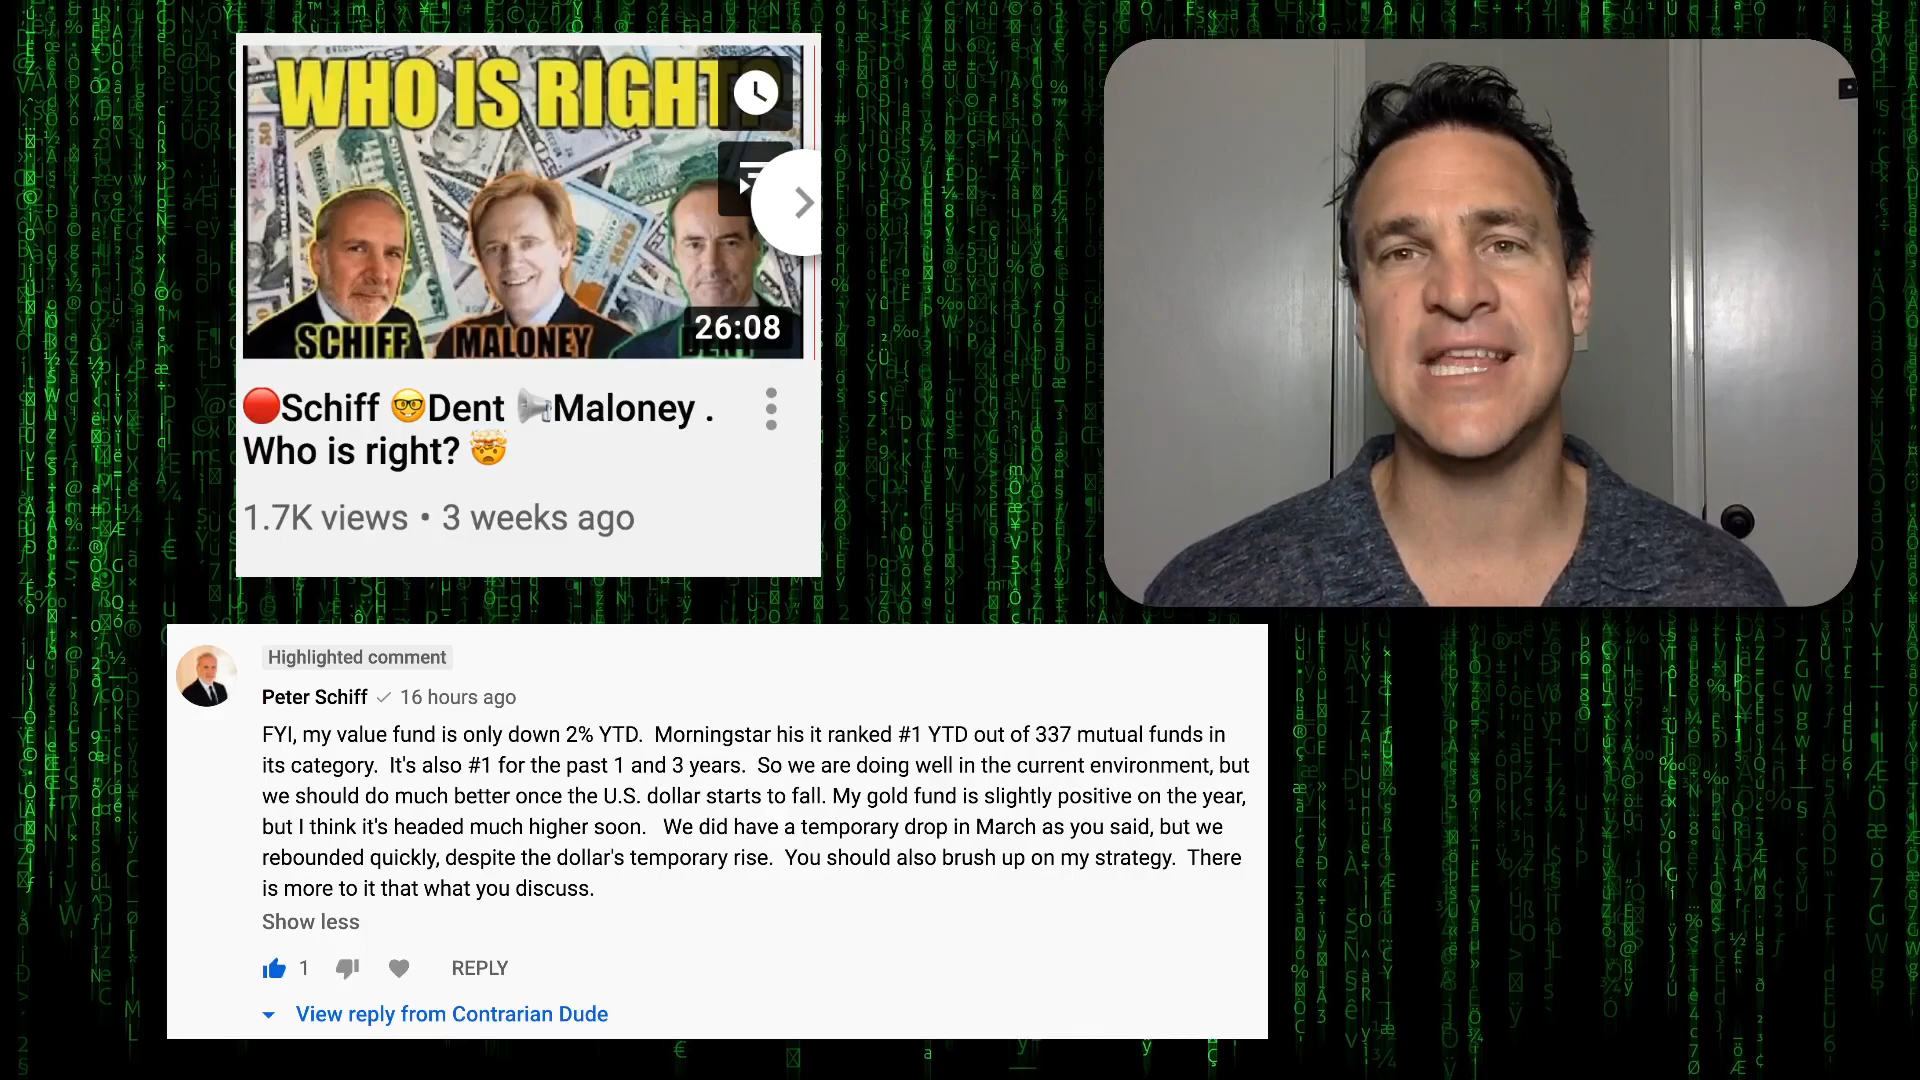 WHO IS RIGHT
SCHIFF
MALONEY
DENT
26:08
🔴Schiff 🤓Dent 📢Maloney .
Who is right? 🤯
1.7K views • 3 weeks ago
Highlighted comment
Peter Schiff ✓ 16 hours ago
FYI, my value fund is only down 2% YTD.  Morningstar his it ranked #1 YTD out of 337 mutual funds in
its category.  It's also #1 for the past 1 and 3 years.  So we are doing well in the current environment, but
we should do much better once the U.S. dollar starts to fall. My gold fund is slightly positive on the year,
but I think it's headed much higher soon.   We did have a temporary drop in March as you said, but we
rebounded quickly, despite the dollar's temporary rise.  You should also brush up on my strategy.  There
is more to it that what you discuss.
Show less
1 REPLY
View reply from Contrarian Dude